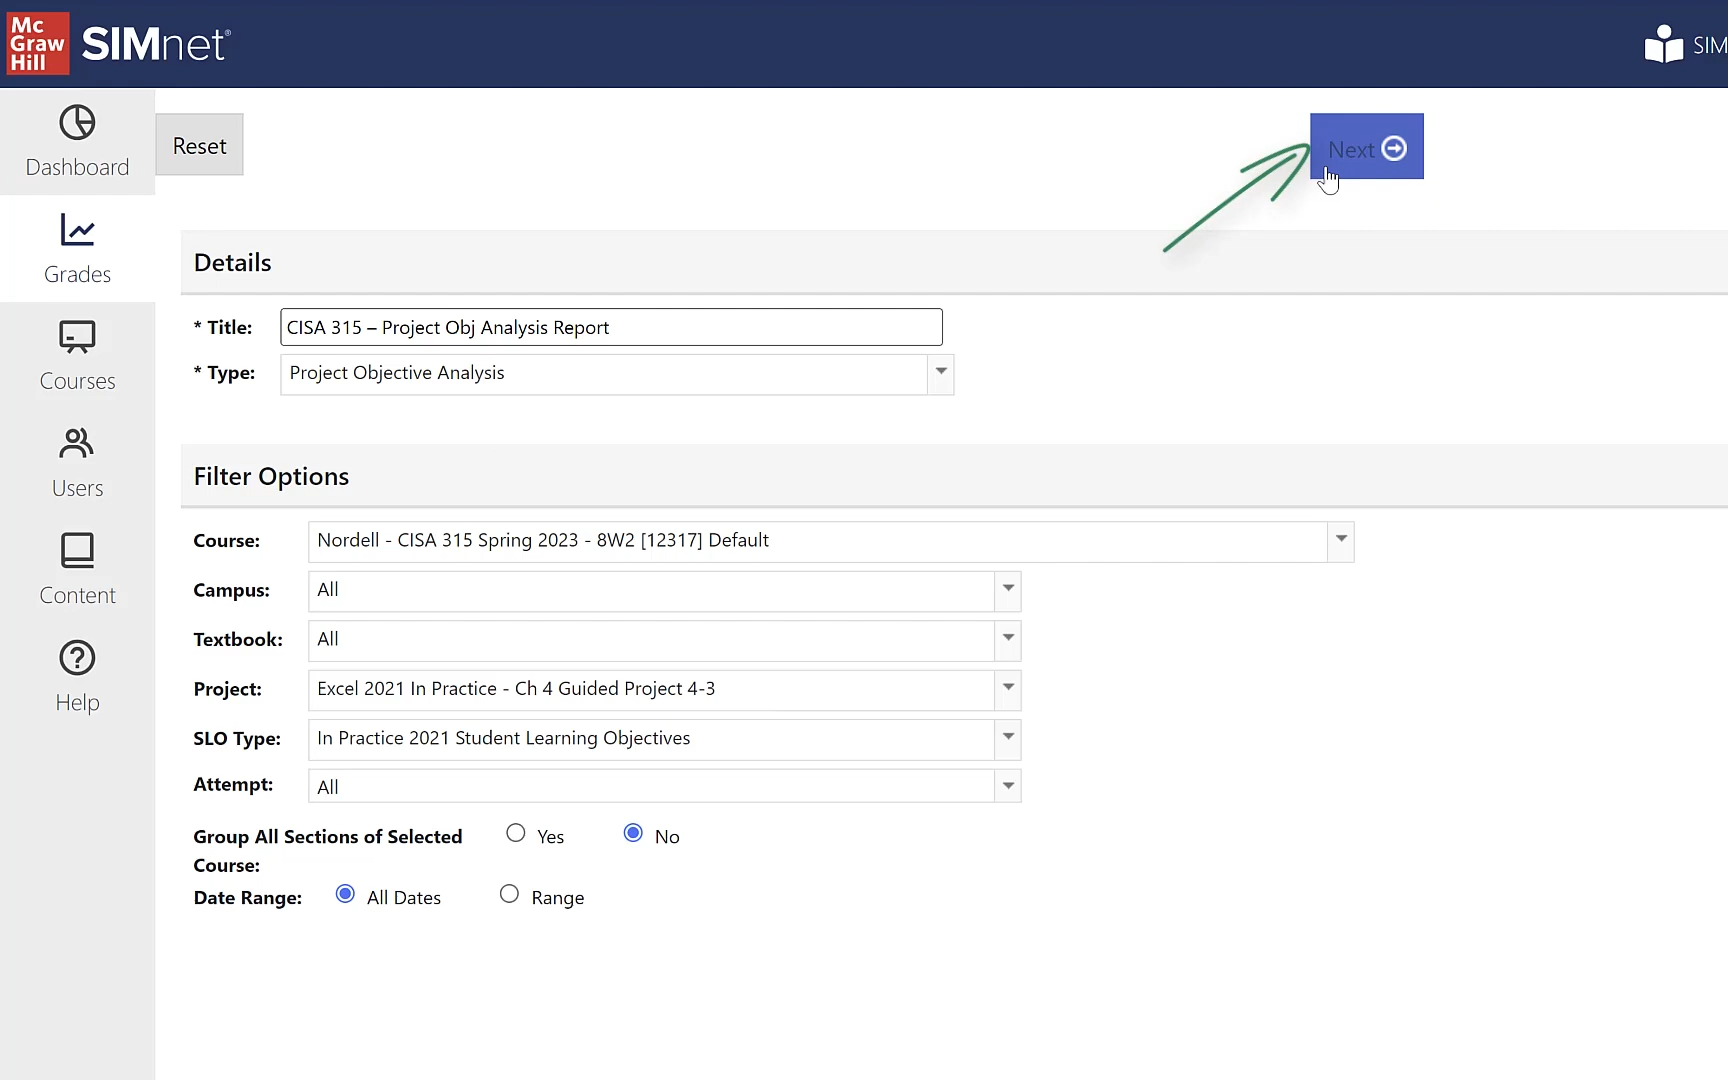 Mc
Graw
Hill
SIMnet®
SIM
Dashboard
Grades
Courses
Users
Content
Help
Reset
Next
Details
* Title: CISA 315 – Project Obj Analysis Report
* Type: Project Objective Analysis
Filter Options
Course: Nordell - CISA 315 Spring 2023 - 8W2 [12317] Default
Campus: All
Textbook: All
Project: Excel 2021 In Practice - Ch 4 Guided Project 4-3
SLO Type: In Practice 2021 Student Learning Objectives
Attempt: All
Group All Sections of Selected Yes No
Course:
Date Range: All Dates Range